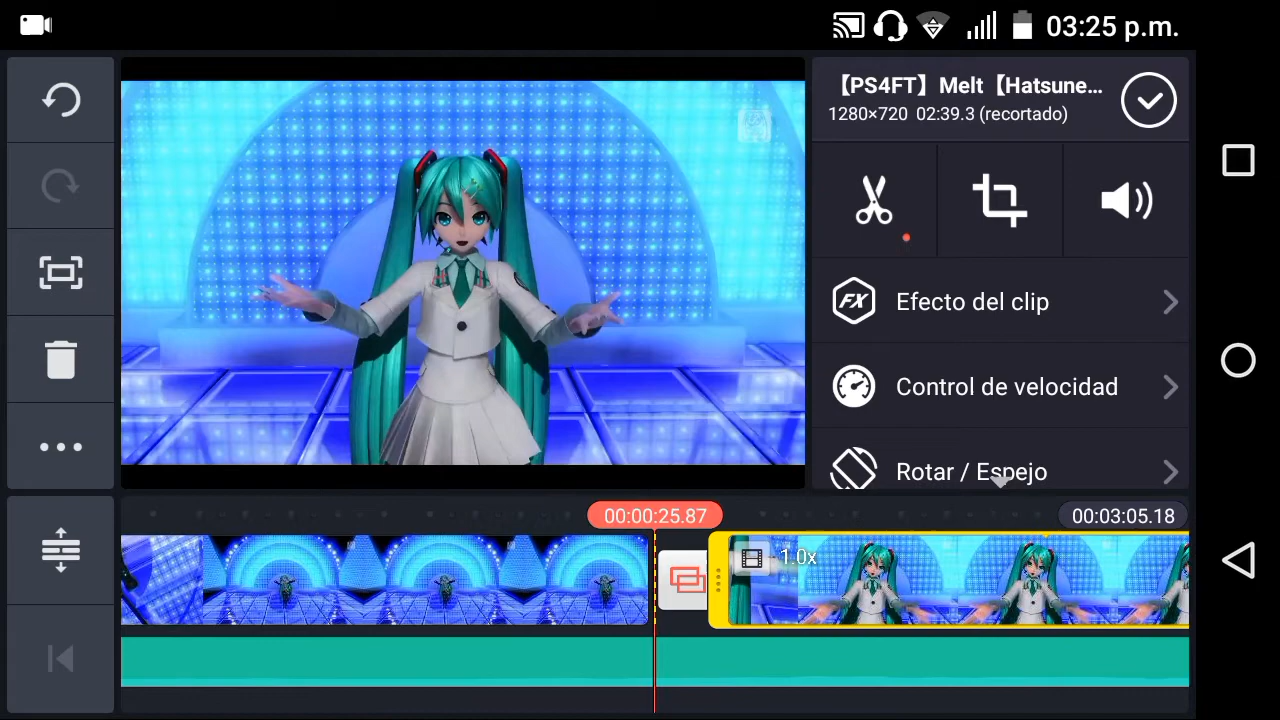 03:25 p.m.
【PS4FT】Melt【Hatsune...
1280×720 02:39.3 (recortado)
FX Efecto del clip
Control de velocidad
Rotar / Espejo
00:00:25.87
00:03:05.18
1.0x